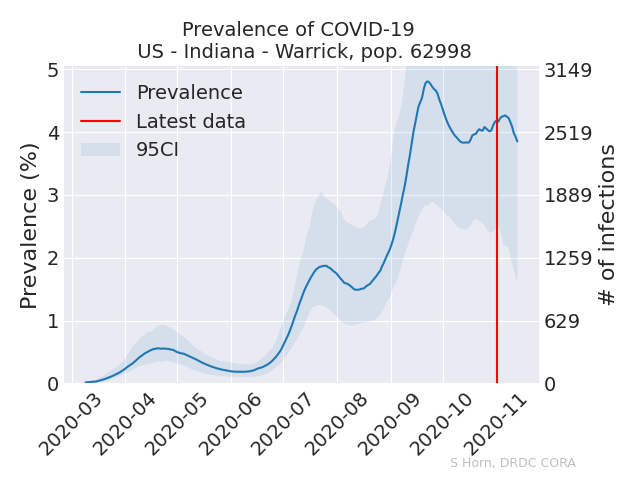 Prevalence of COVID-19
US - Indiana - Warrick, pop. 62998
Prevalence
Latest data
95CI
Prevalence (%)
5
4
3
2
1
0
3149
2519
1889
1259
629
0
# of infections
2020-03
2020-04
2020-05
2020-06
2020-07
2020-08
2020-09
2020-10
2020-11
S Horn, DRDC CORA